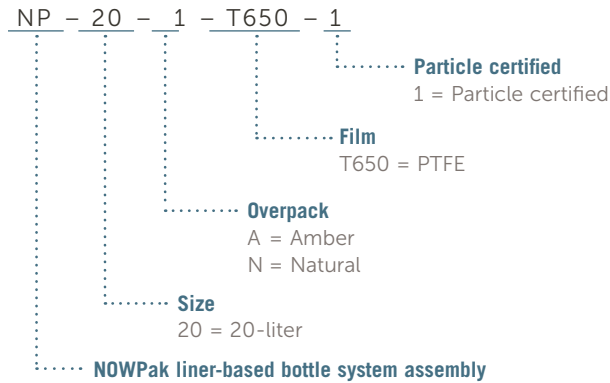 NP – 20 – 1 – T650 – 1
Particle certified
1 = Particle certified
Film
T650 = PTFE
Overpack
A = Amber
N = Natural
Size
20 = 20-liter
NOWPak liner-based bottle system assembly